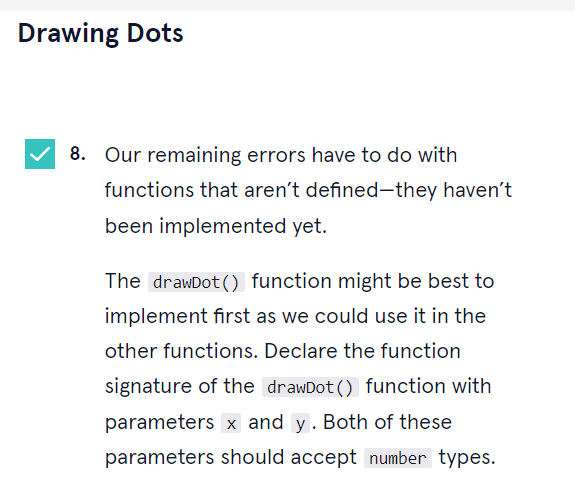 Drawing Dots
8. Our remaining errors have to do with
functions that aren’t defined—they haven’t
been implemented yet.
The drawDot() function might be best to
implement first as we could use it in the
other functions. Declare the function
signature of the drawDot() function with
parameters x and y. Both of these
parameters should accept number types.